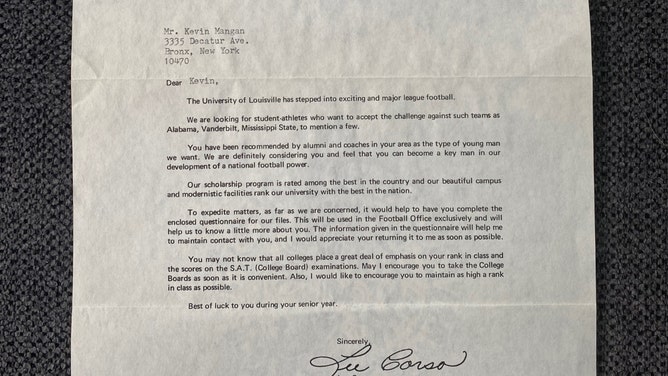 Mr. Kevin Mangan
3335 Decatur Ave.
Bronx, New York
10470
Dear Kevin,
The University of Louisville has stepped into exciting and major league football.
We are looking for student-athletes who want to accept the challenge against such teams as
Alabama, Vanderbilt, Mississippi State, to mention a few.
You have been recommended by alumni and coaches in your area as the type of young man
we want. We are definitely considering you and feel that you can become a key man in our
development of a national football power.
Our scholarship program is rated among the best in the country and our beautiful campus
and modernistic facilities rank our university with the best in the nation.
To expedite matters, as far as we are concerned, it would help to have you complete the
enclosed questionnaire for our files. This will be used in the Football Office exclusively and will
help us to know a little more about you. The information given in the questionnaire will help me
to maintain contact with you, and I would appreciate your returning it to me as soon as possible.
You may not know that all colleges place a great deal of emphasis on your rank in class and
the scores on the S.A.T. (College Board) examinations. May I encourage you to take the College
Boards as soon as it is convenient. Also, I would like to encourage you to maintain as high a rank
in class as possible.
Best of luck to you during your senior year.
Sincerely,
Lee Corso